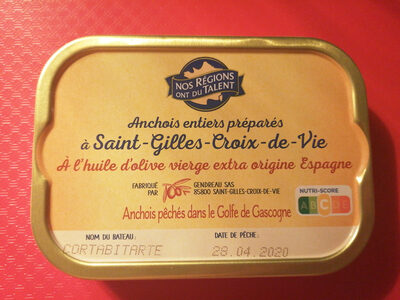 NOS RÉGIONS
ONT DU TALENT
Anchois entiers préparés
à Saint-Gilles-Croix-de-Vie
À l'huile d'olive vierge extra origine Espagne
FABRIQUÉ
PAR
GENDREAU SAS
85800 SAINT-GILLES-CROIX-DE-VIE
NUTRI-SCORE
A B C D E
Anchois pêchés dans le Golfe de Gascogne
NOM DU BATEAU:
DATE DE PÊCHE:
CORTABITARTE
28.04.2020